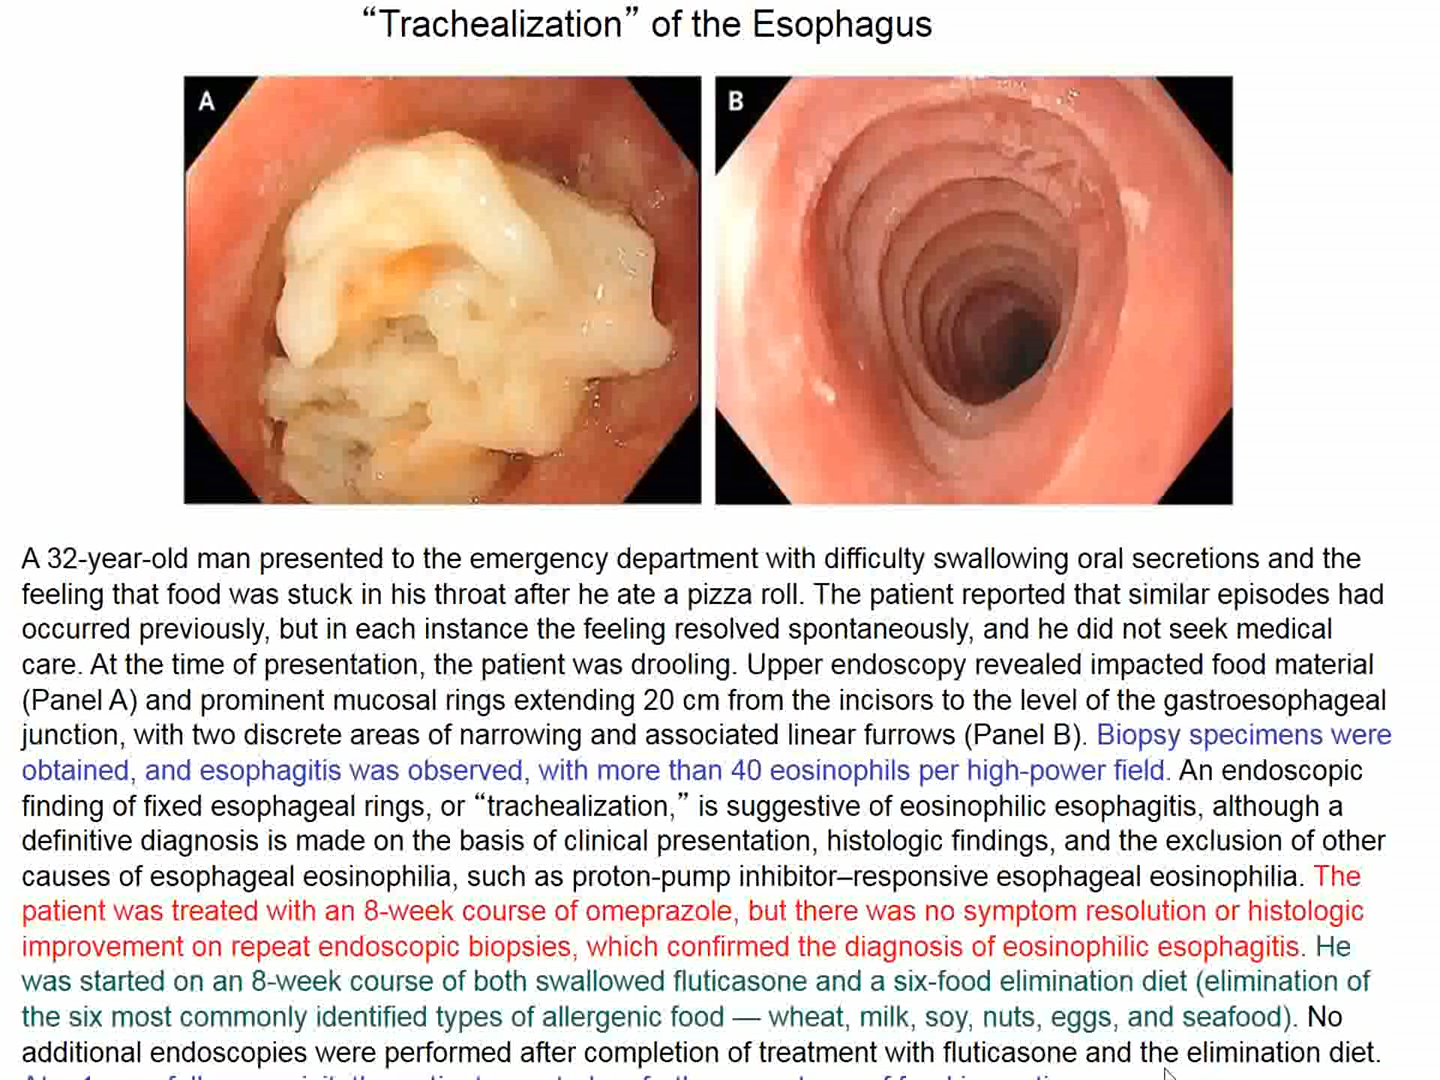 “Trachealization” of the Esophagus
A
B
A 32-year-old man presented to the emergency department with difficulty swallowing oral secretions and the
feeling that food was stuck in his throat after he ate a pizza roll. The patient reported that similar episodes had
occurred previously, but in each instance the feeling resolved spontaneously, and he did not seek medical
care. At the time of presentation, the patient was drooling. Upper endoscopy revealed impacted food material
(Panel A) and prominent mucosal rings extending 20 cm from the incisors to the level of the gastroesophageal
junction, with two discrete areas of narrowing and associated linear furrows (Panel B). Biopsy specimens were
obtained, and esophagitis was observed, with more than 40 eosinophils per high-power field. An endoscopic
finding of fixed esophageal rings, or “trachealization,” is suggestive of eosinophilic esophagitis, although a
definitive diagnosis is made on the basis of clinical presentation, histologic findings, and the exclusion of other
causes of esophageal eosinophilia, such as proton-pump inhibitor–responsive esophageal eosinophilia. The
patient was treated with an 8-week course of omeprazole, but there was no symptom resolution or histologic
improvement on repeat endoscopic biopsies, which confirmed the diagnosis of eosinophilic esophagitis. He
was started on an 8-week course of both swallowed fluticasone and a six-food elimination diet (elimination of
the six most commonly identified types of allergenic food — wheat, milk, soy, nuts, eggs, and seafood). No
additional endoscopies were performed after completion of treatment with fluticasone and the elimination diet.